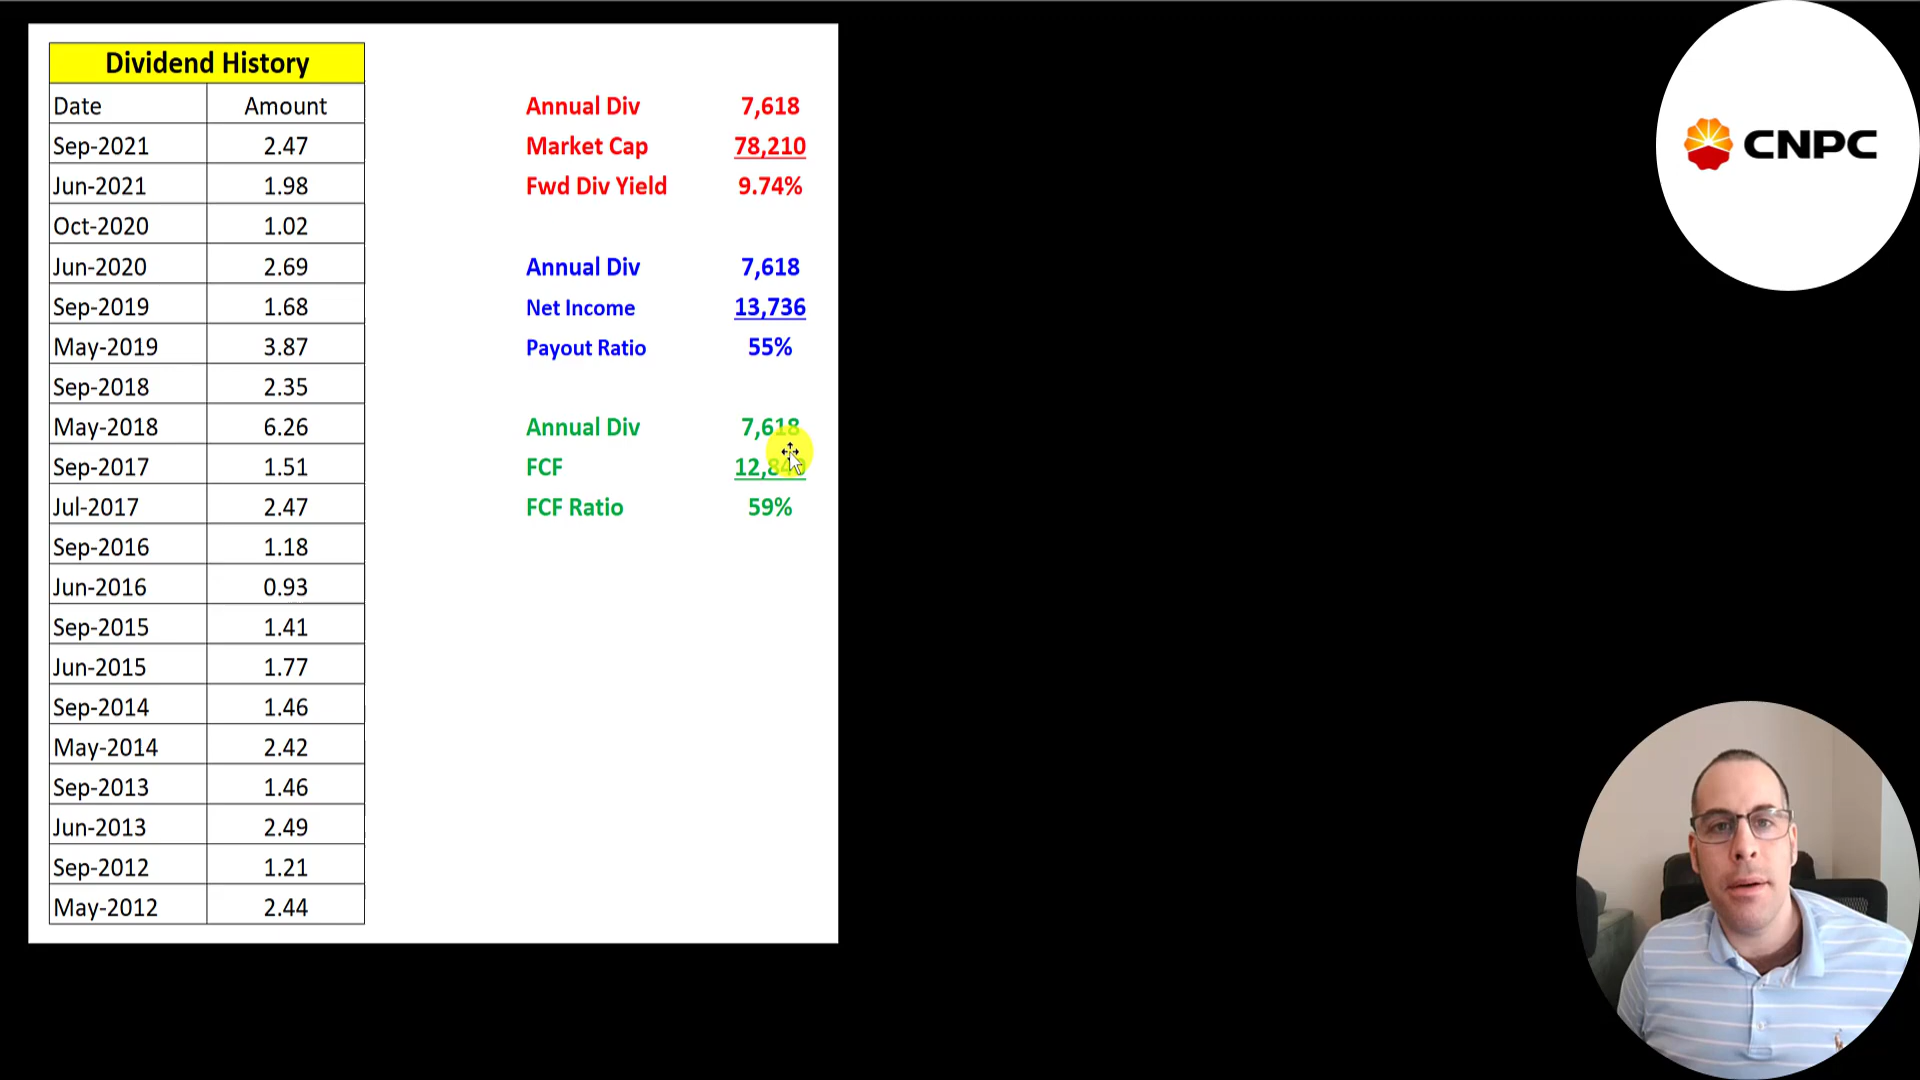 Dividend History
Date Amount
Sep-2021 2.47
Jun-2021 1.98
Oct-2020 1.02
Jun-2020 2.69
Sep-2019 1.68
May-2019 3.87
Sep-2018 2.35
May-2018 6.26
Sep-2017 1.51
Jul-2017 2.47
Sep-2016 1.18
Jun-2016 0.93
Sep-2015 1.41
Jun-2015 1.77
Sep-2014 1.46
May-2014 2.42
Sep-2013 1.46
Jun-2013 2.49
Sep-2012 1.21
May-2012 2.44
Annual Div 7,618
Market Cap 78,210
Fwd Div Yield 9.74%
Annual Div 7,618
Net Income 13,736
Payout Ratio 55%
Annual Div 7,618
FCF
FCF Ratio 59%
CNPC